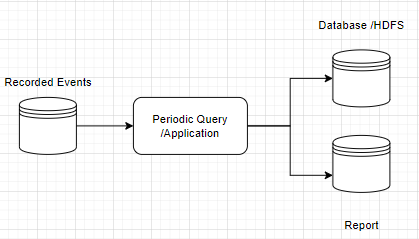 Database /HDFS
Recorded Events
Periodic Query
/Application
Report